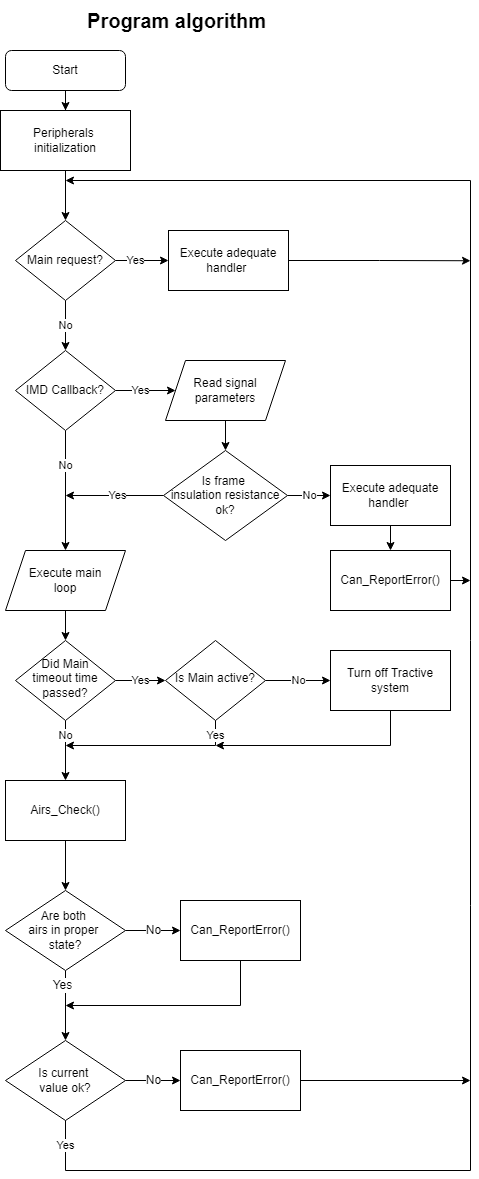 Program algorithm
Start
Peripherals
initialization
Main request?
Yes
Execute adequate
handler
No
IMD Callback?
Yes
Read signal
parameters
No
Is frame
insulation resistance
ok?
Yes
No
Execute adequate
handler
Can_ReportError()
Execute main
loop
Did Main
timeout time
passed?
Yes
Is Main active?
No
Turn off Tractive
system
No
Yes
Airs_Check()
Are both
airs in proper
state?
No
Can_ReportError()
Yes
Is current
value ok?
No
Can_ReportError()
Yes